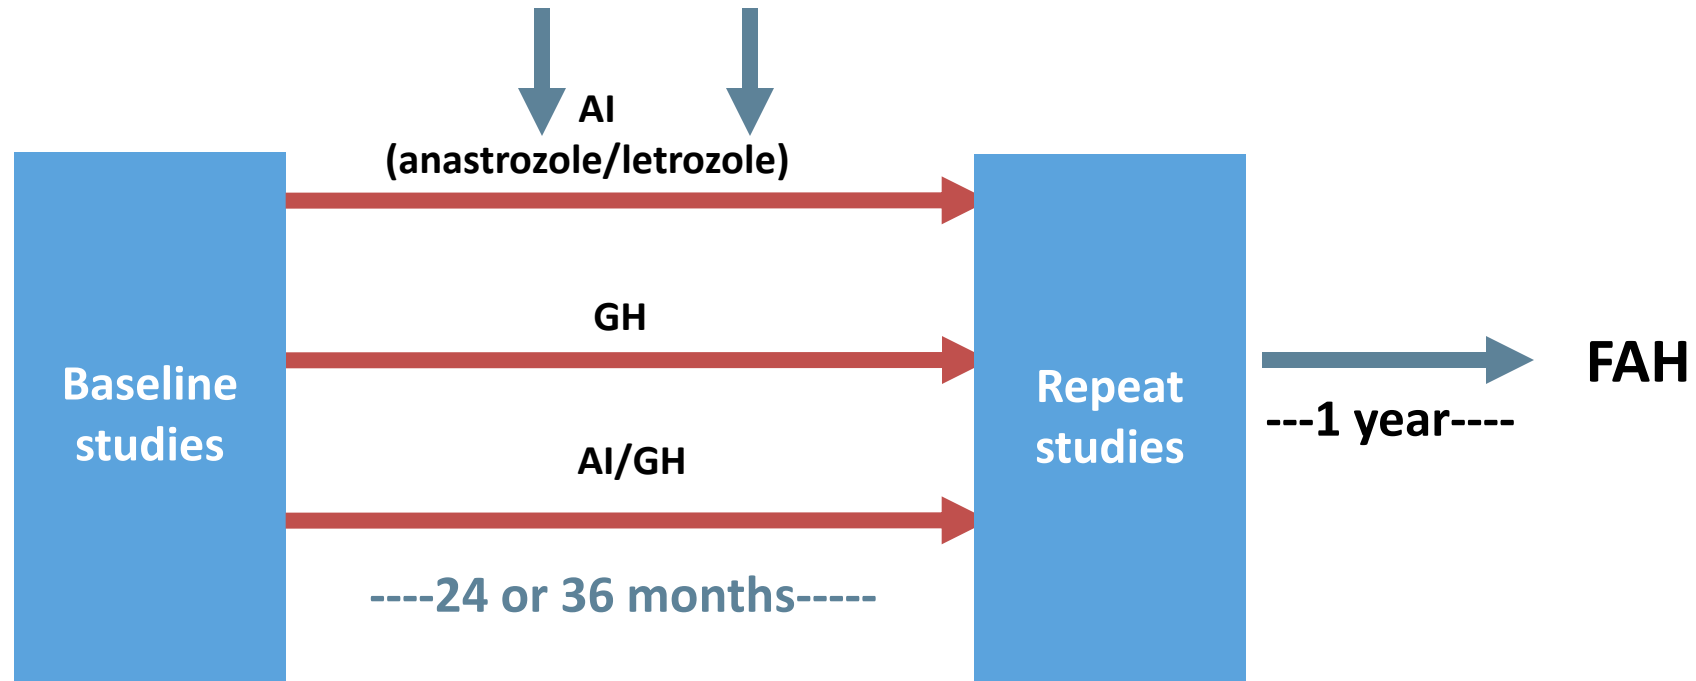 AI
(anastrozole/letrozole)
GH
Baseline
studies
AI/GH
----24 or 36 months-----
Repeat
studies
---1 year----
FAH